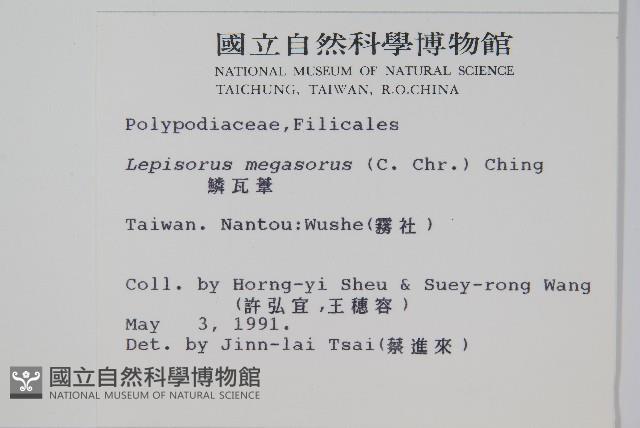 國立自然科學博物館
NATIONAL MUSEUM OF NATURAL SCIENCE
TAICHUNG, TAIWAN, R.O.CHINA
Polypodiaceae,Filicales
Lepisorus megasorus (C. Chr.) Ching
鱗瓦葦
Taiwan. Nantou:Wushe(霧社)
Coll. by Horng-yi Sheu & Suey-rong Wang
(許弘宜,王穗容)
May 3, 1991.
Det. by Jinn-lai Tsai(蔡進來)
國立自然科學博物館
NATIONAL MUSEUM OF NATURAL SCIENCE